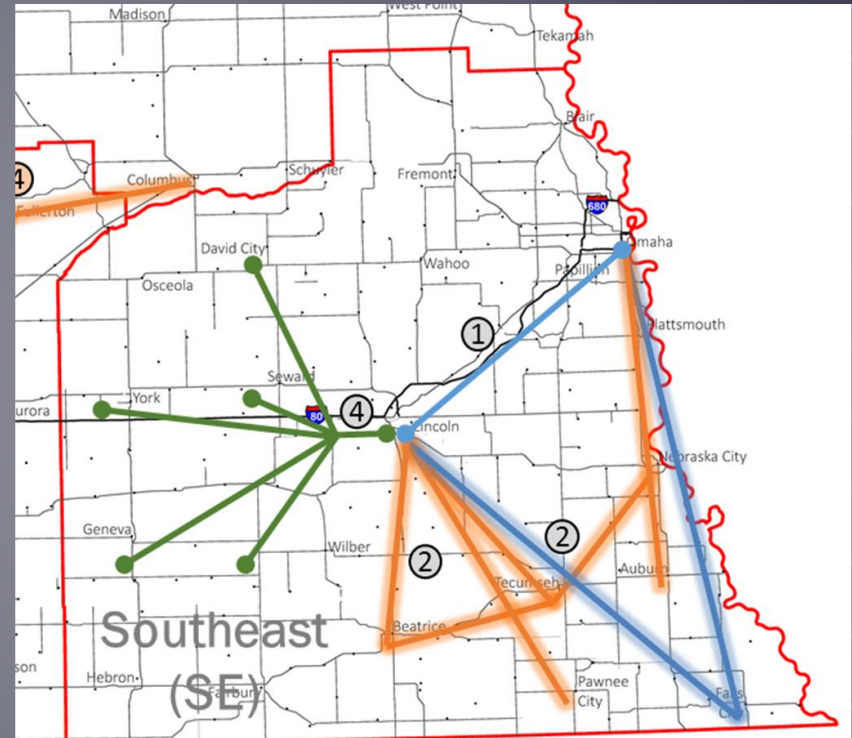 Madison
West Point
Tekamah
Blair
4
Columbus
Schuyler
Fremont
Fullerton
680
David City
Omaha
Wahoo
Papillion
Osceola
1
Plattsmouth
Seward
York
urora
80
4
Lincoln
Nebraska City
Geneva
Wilber
2
2
Tecumseh
Auburn
Southeast
Beatrice
son
Hebron
(SE)
Fairbury
Pawnee
City
Falls
City